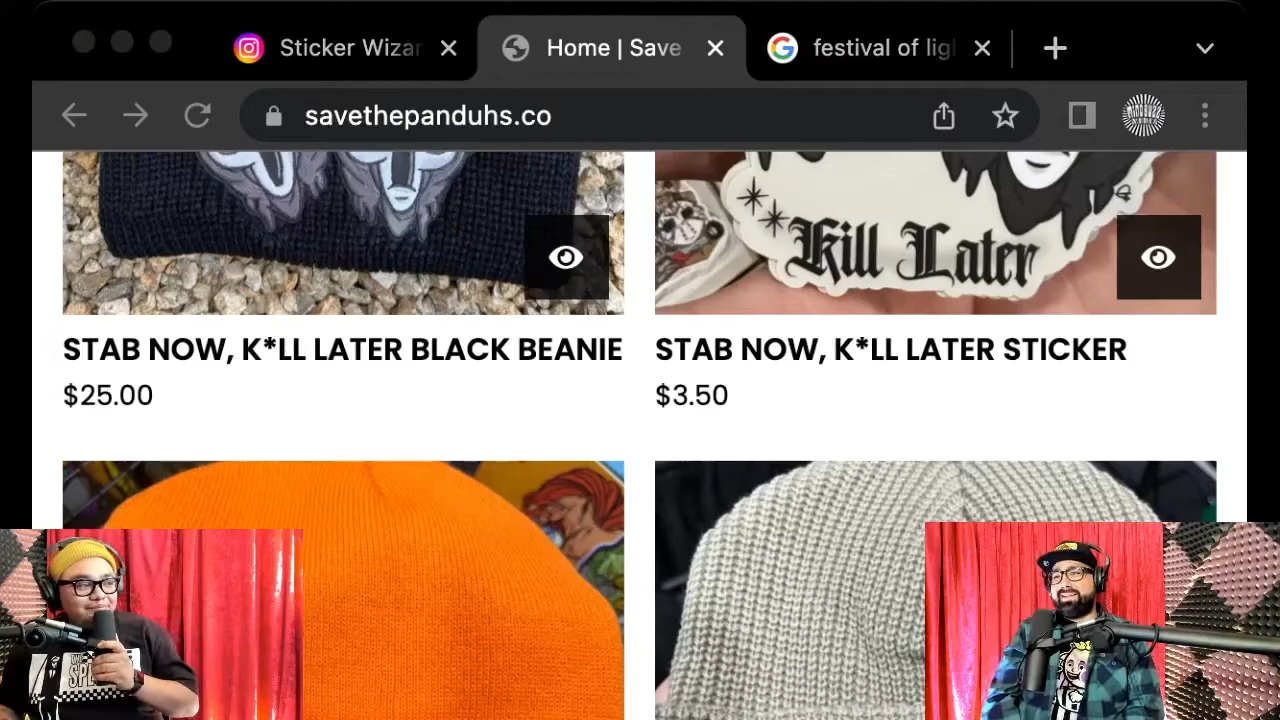 Sticker Wizar
Home | Save
festival of ligh
savethepanduhs.co
Kill Later
STAB NOW, K*LL LATER BLACK BEANIE
$25.00
STAB NOW, K*LL LATER STICKER
$3.50